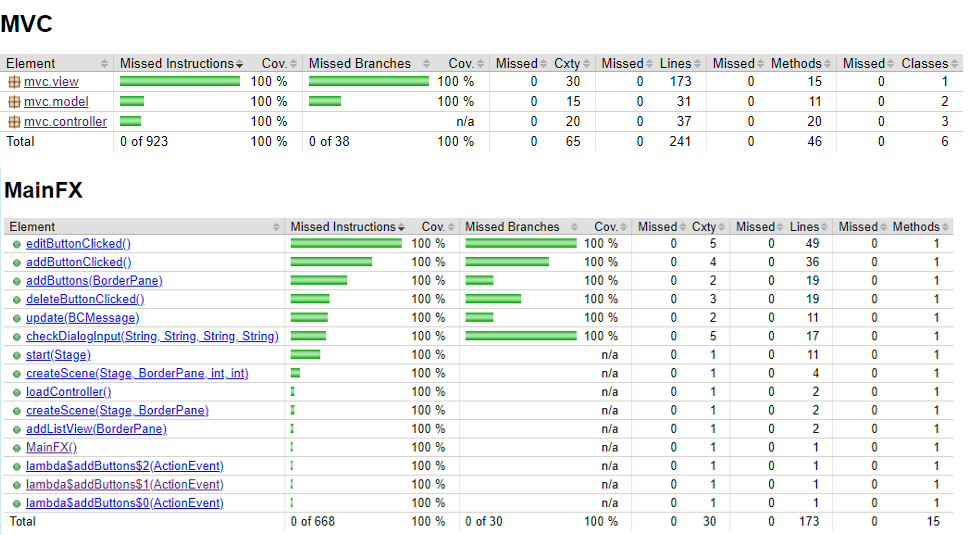 MVC
Element Missed Instructions Cov. Missed Branches Cov. Missed Cxty Missed Lines Missed Methods Missed Classes
mvc.view 100 % 100 % 0 30 0 173 0 15 0 1
mvc.model 100 % 100 % 0 15 0 31 0 11 0 2
mvc.controller 100 % n/a 0 20 0 37 0 20 0 3
Total 0 of 923 100 % 0 of 38 100 % 0 65 0 241 0 46 0 6
MainFX
Element Missed Instructions Cov. Missed Branches Cov. Missed Cxty Missed Lines Missed Methods
editButtonClicked() 100 % 100 % 0 5 0 49 0 1
addButtonClicked() 100 % 100 % 0 4 0 36 0 1
addButtons(BorderPane) 100 % 100 % 0 2 0 19 0 1
deleteButtonClicked() 100 % 100 % 0 3 0 19 0 1
update(BCMessage) 100 % 100 % 0 2 0 11 0 1
checkDialogInput(String, String, String, String) 100 % 100 % 0 5 0 17 0 1
start(Stage) 100 % n/a 0 1 0 11 0 1
createScene(Stage, BorderPane, int, int) 100 % n/a 0 1 0 4 0 1
loadController() 100 % n/a 0 1 0 2 0 1
createScene(Stage, BorderPane) 100 % n/a 0 1 0 2 0 1
addListView(BorderPane) 100 % n/a 0 1 0 2 0 1
MainFX() 100 % n/a 0 1 0 1 0 1
lambda$addButtons$2(ActionEvent) 100 % n/a 0 1 0 1 0 1
lambda$addButtons$1(ActionEvent) 100 % n/a 0 1 0 1 0 1
lambda$addButtons$0(ActionEvent) 100 % n/a 0 1 0 1 0 1
Total 0 of 668 100 % 0 of 30 100 % 0 30 0 173 0 15